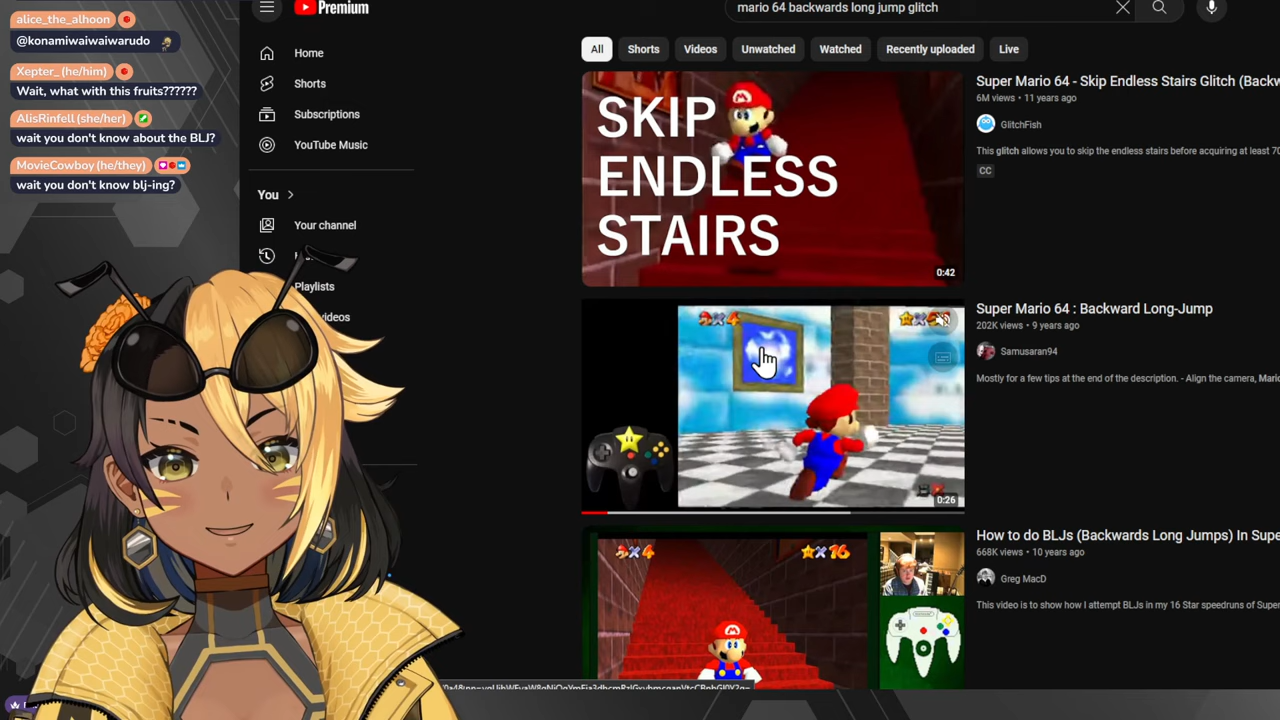 alice_the_alhoon
@konamiwaiwaiwarudo
Xepter_ (he/him)
Wait, what with this fruits??????
AlisRinfell (she/her)
wait you don't know about the BLJ?
MovieCowboy (he/they)
wait you don't know blj-ing?
Premium
mario 64 backwards long jump glitch
Home
Shorts
Subscriptions
YouTube Music
You
Your channel
Playlists
videos
All
Shorts
Videos
Unwatched
Watched
Recently uploaded
Live
SKIP
ENDLESS
STAIRS
0:42
Super Mario 64 - Skip Endless Stairs Glitch (Backw
6M views • 11 years ago
GlitchFish
This glitch allows you to skip the endless stairs before acquiring at least 70
CC
×4
0:26
Super Mario 64 : Backward Long-Jump
202K views • 9 years ago
Samusaran94
Mostly for a few tips at the end of the description. - Align the camera, Mario
×4
×16
How to do BLJs (Backwards Long Jumps) In Supe
668K views • 10 years ago
Greg MacD
This video is to show how I attempt BLJs in my 16 Star speedruns of Super